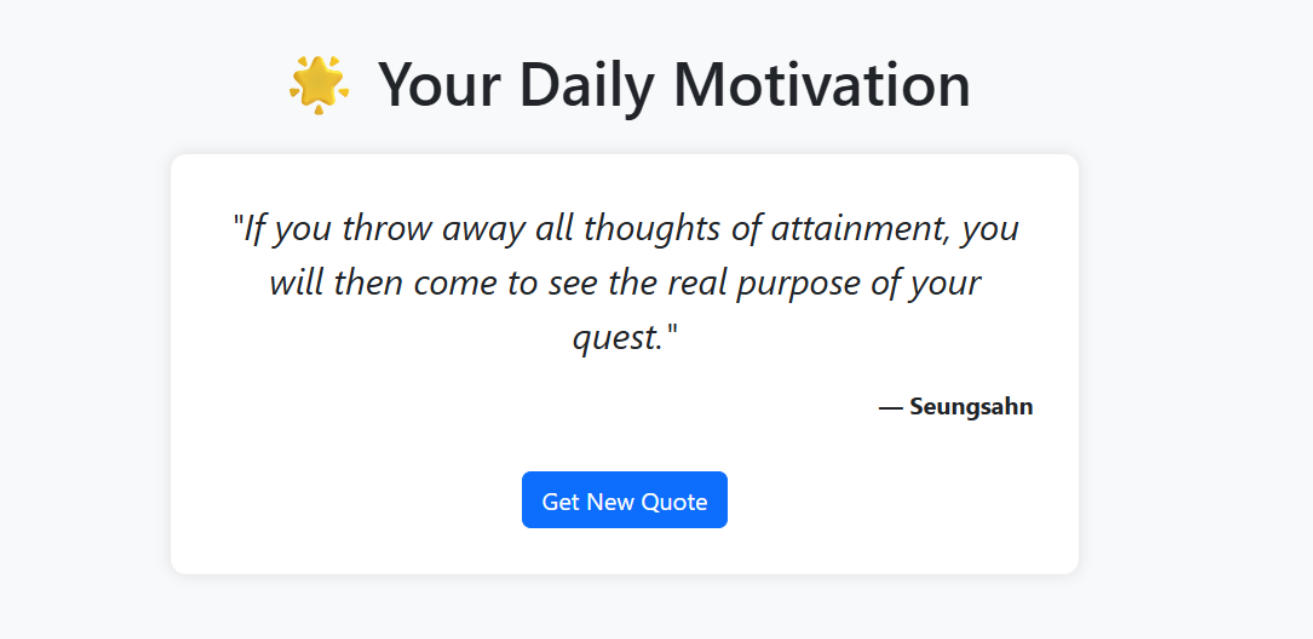 🌟 Your Daily Motivation
"If you throw away all thoughts of attainment, you
will then come to see the real purpose of your
quest."
— Seungsahn
Get New Quote